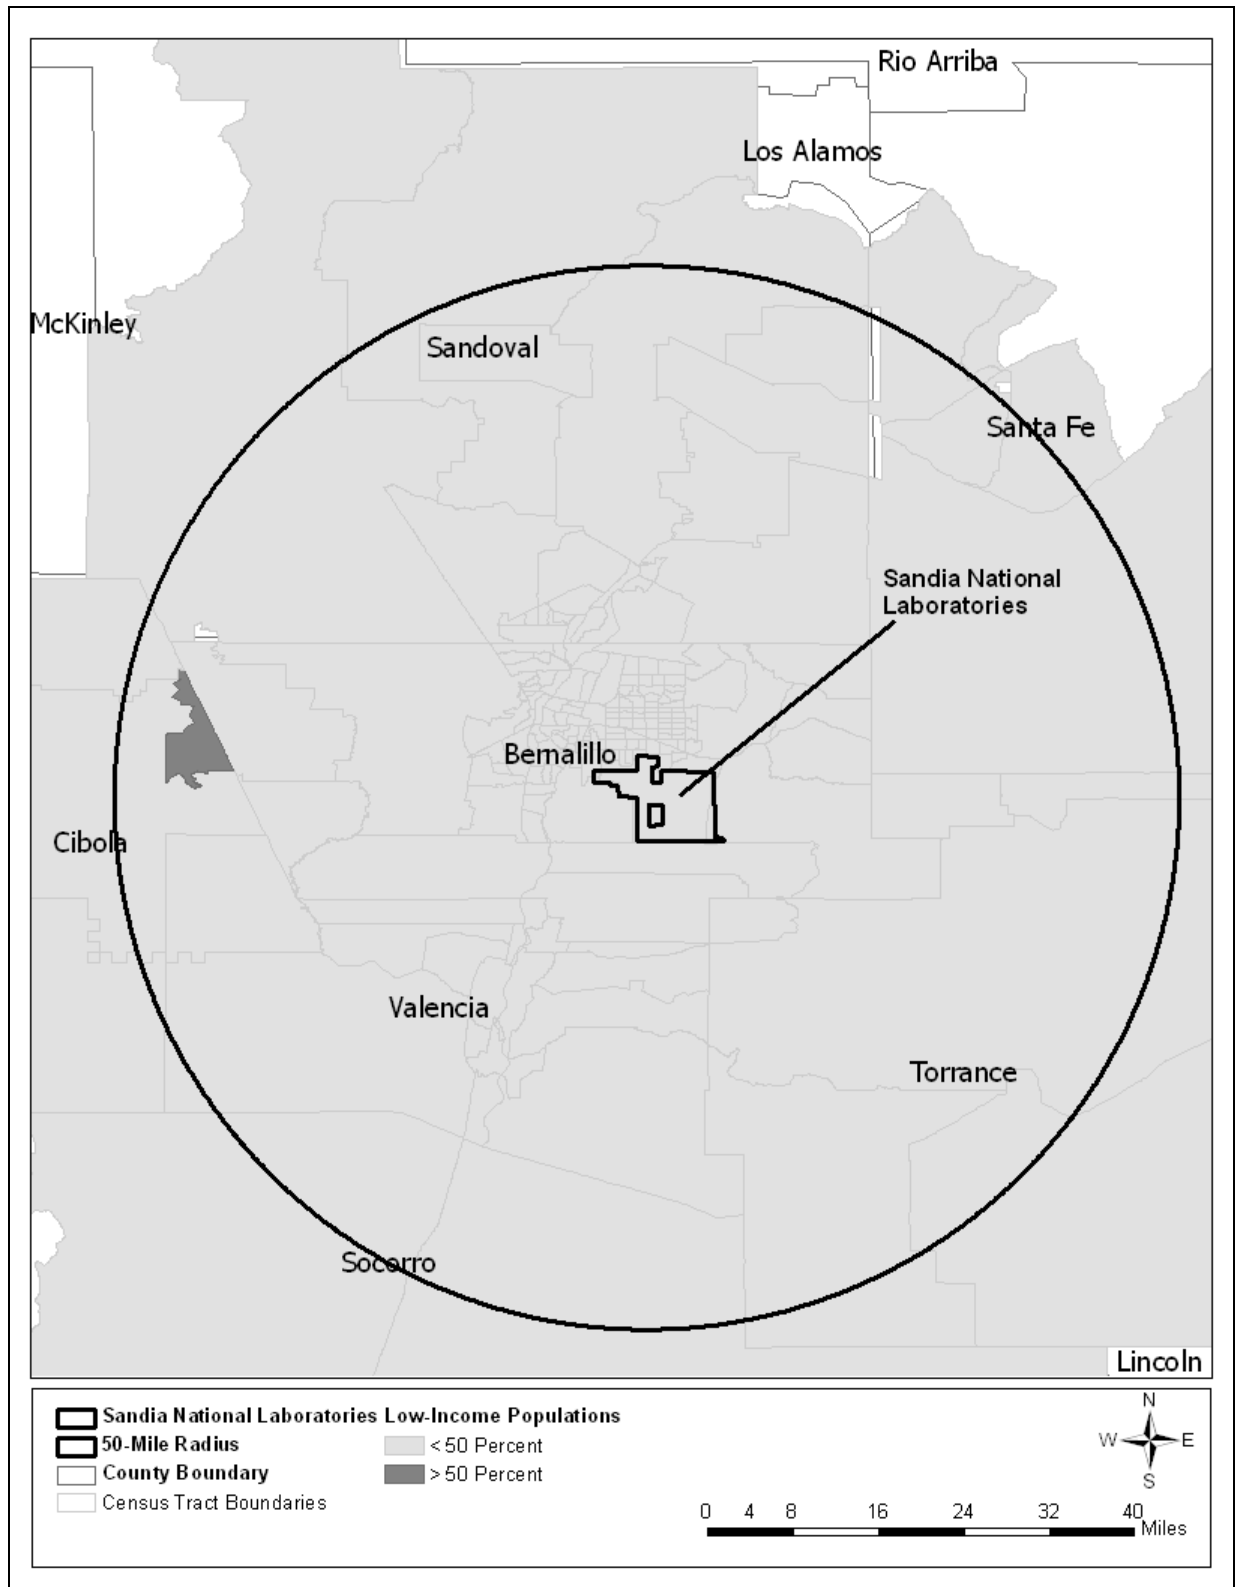 Rio Arriba
Los Alamos
McKinley
Sandoval
Santa Fe
Sandia National
Laboratories
Bernalillo
Cibola
Valencia
Torrance
Socorro
Lincoln
Sandia National Laboratories
50-Mile Radius
County Boundary
Census Tract Boundaries
Low-Income Populations
< 50 Percent
> 50 Percent
N
W E
S
0 4 8 16 24 32 40
Miles